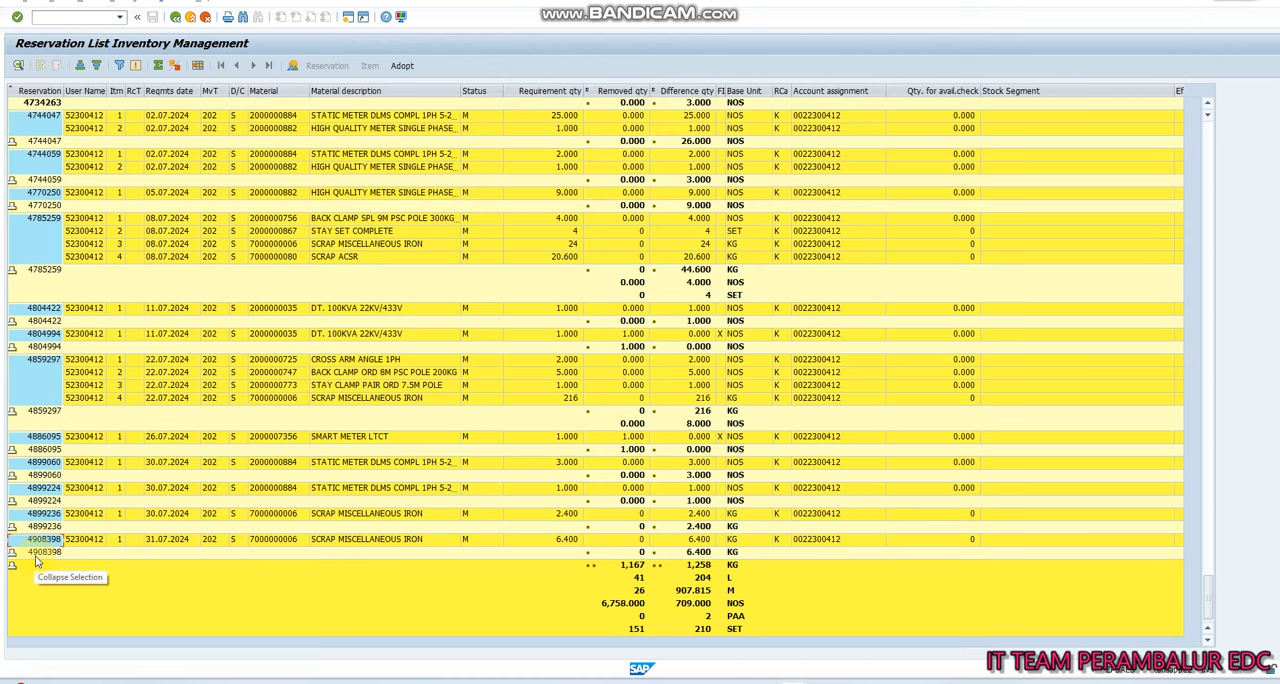 www.BANDICAM.com
Reservation List Inventory Management
Reservation Item Adopt
Reservation User Name Itm RcT Reqmts date MvT D/C Material Material description Status Requirement qty Removed qty Difference qty FI Base Unit RCa Account assignment Qty. for avail.check Stock Segment Ef
4734263 0.000 3.000 NOS
4744047 52300412 1 02.07.2024 202 S 2000000884 STATIC METER DLMS COMPL 1PH 5-2... M 25.000 0.000 25.000 NOS K 0022300412 0.000
52300412 2 02.07.2024 202 S 2000000882 HIGH QUALITY METER SINGLE PHASE... M 1.000 0.000 1.000 NOS K 0022300412 0.000
4744047 0.000 26.000 NOS
4744059 52300412 1 02.07.2024 202 S 2000000884 STATIC METER DLMS COMPL 1PH 5-2... M 2.000 0.000 2.000 NOS K 0022300412 0.000
52300412 2 02.07.2024 202 S 2000000882 HIGH QUALITY METER SINGLE PHASE... M 1.000 0.000 1.000 NOS K 0022300412 0.000
4744059 0.000 3.000 NOS
4770250 52300412 1 05.07.2024 202 S 2000000882 HIGH QUALITY METER SINGLE PHASE... M 9.000 0.000 9.000 NOS K 0022300412 0.000
4770250 0.000 9.000 NOS
4785259 52300412 1 08.07.2024 202 S 2000000756 BACK CLAMP SPL 9M PSC POLE 300KG... M 4.000 0.000 4.000 NOS K 0022300412 0.000
52300412 2 08.07.2024 202 S 2000000867 STAY SET COMPLETE M 4 0 4 SET K 0022300412 0
52300412 3 08.07.2024 202 S 7000000006 SCRAP MISCELLANEOUS IRON M 24 0 24 KG K 0022300412 0
52300412 4 08.07.2024 202 S 7000000080 SCRAP ACSR M 20.600 0 20.600 KG K 0022300412 0
4785259 0 44.600 KG
0.000 4.000 NOS
0 4 SET
4804422 52300412 1 11.07.2024 202 S 2000000035 DT. 100KVA 22KV/433V M 1.000 0.000 1.000 NOS K 0022300412 0.000
4804422 0.000 1.000 NOS
4804994 52300412 1 11.07.2024 202 S 2000000035 DT. 100KVA 22KV/433V M 1.000 1.000 0.000 X NOS K 0022300412 0.000
4804994 1.000 0.000 NOS
4859297 52300412 1 22.07.2024 202 S 2000000725 CROSS ARM ANGLE 1PH M 2.000 0.000 2.000 NOS K 0022300412 0.000
52300412 2 22.07.2024 202 S 2000000747 BACK CLAMP ORD 8M PSC POLE 200KG M 5.000 0.000 5.000 NOS K 0022300412 0.000
52300412 3 22.07.2024 202 S 2000000773 STAY CLAMP PAIR ORD 7.5M POLE M 1.000 0.000 1.000 NOS K 0022300412 0.000
52300412 4 22.07.2024 202 S 7000000006 SCRAP MISCELLANEOUS IRON M 216 0 216 KG K 0022300412 0
4859297 0 216 KG
0.000 8.000 NOS
4886095 52300412 1 26.07.2024 202 S 2000007356 SMART METER LTCT M 1.000 1.000 0.000 X NOS K 0022300412 0.000
4886095 1.000 0.000 NOS
4899060 52300412 1 30.07.2024 202 S 2000000884 STATIC METER DLMS COMPL 1PH 5-2... M 3.000 0.000 3.000 NOS K 0022300412 0.000
4899060 0.000 3.000 NOS
4899224 52300412 1 30.07.2024 202 S 2000000884 STATIC METER DLMS COMPL 1PH 5-2... M 1.000 0.000 1.000 NOS K 0022300412 0.000
4899224 0.000 1.000 NOS
4899236 52300412 1 30.07.2024 202 S 7000000006 SCRAP MISCELLANEOUS IRON M 2.400 0 2.400 KG K 0022300412 0
4899236 0 2.400 KG
4908398 52300412 1 31.07.2024 202 S 7000000006 SCRAP MISCELLANEOUS IRON M 6.400 0 6.400 KG K 0022300412 0
4908398 0 6.400 KG
1,167 1,258 KG
Collapse Selection 41 204 L
26 907.815 M
6,758.000 709.000 NOS
0 2 PAA
151 210 SET
SAP
IT TEAM PERAMBALUR EDC.